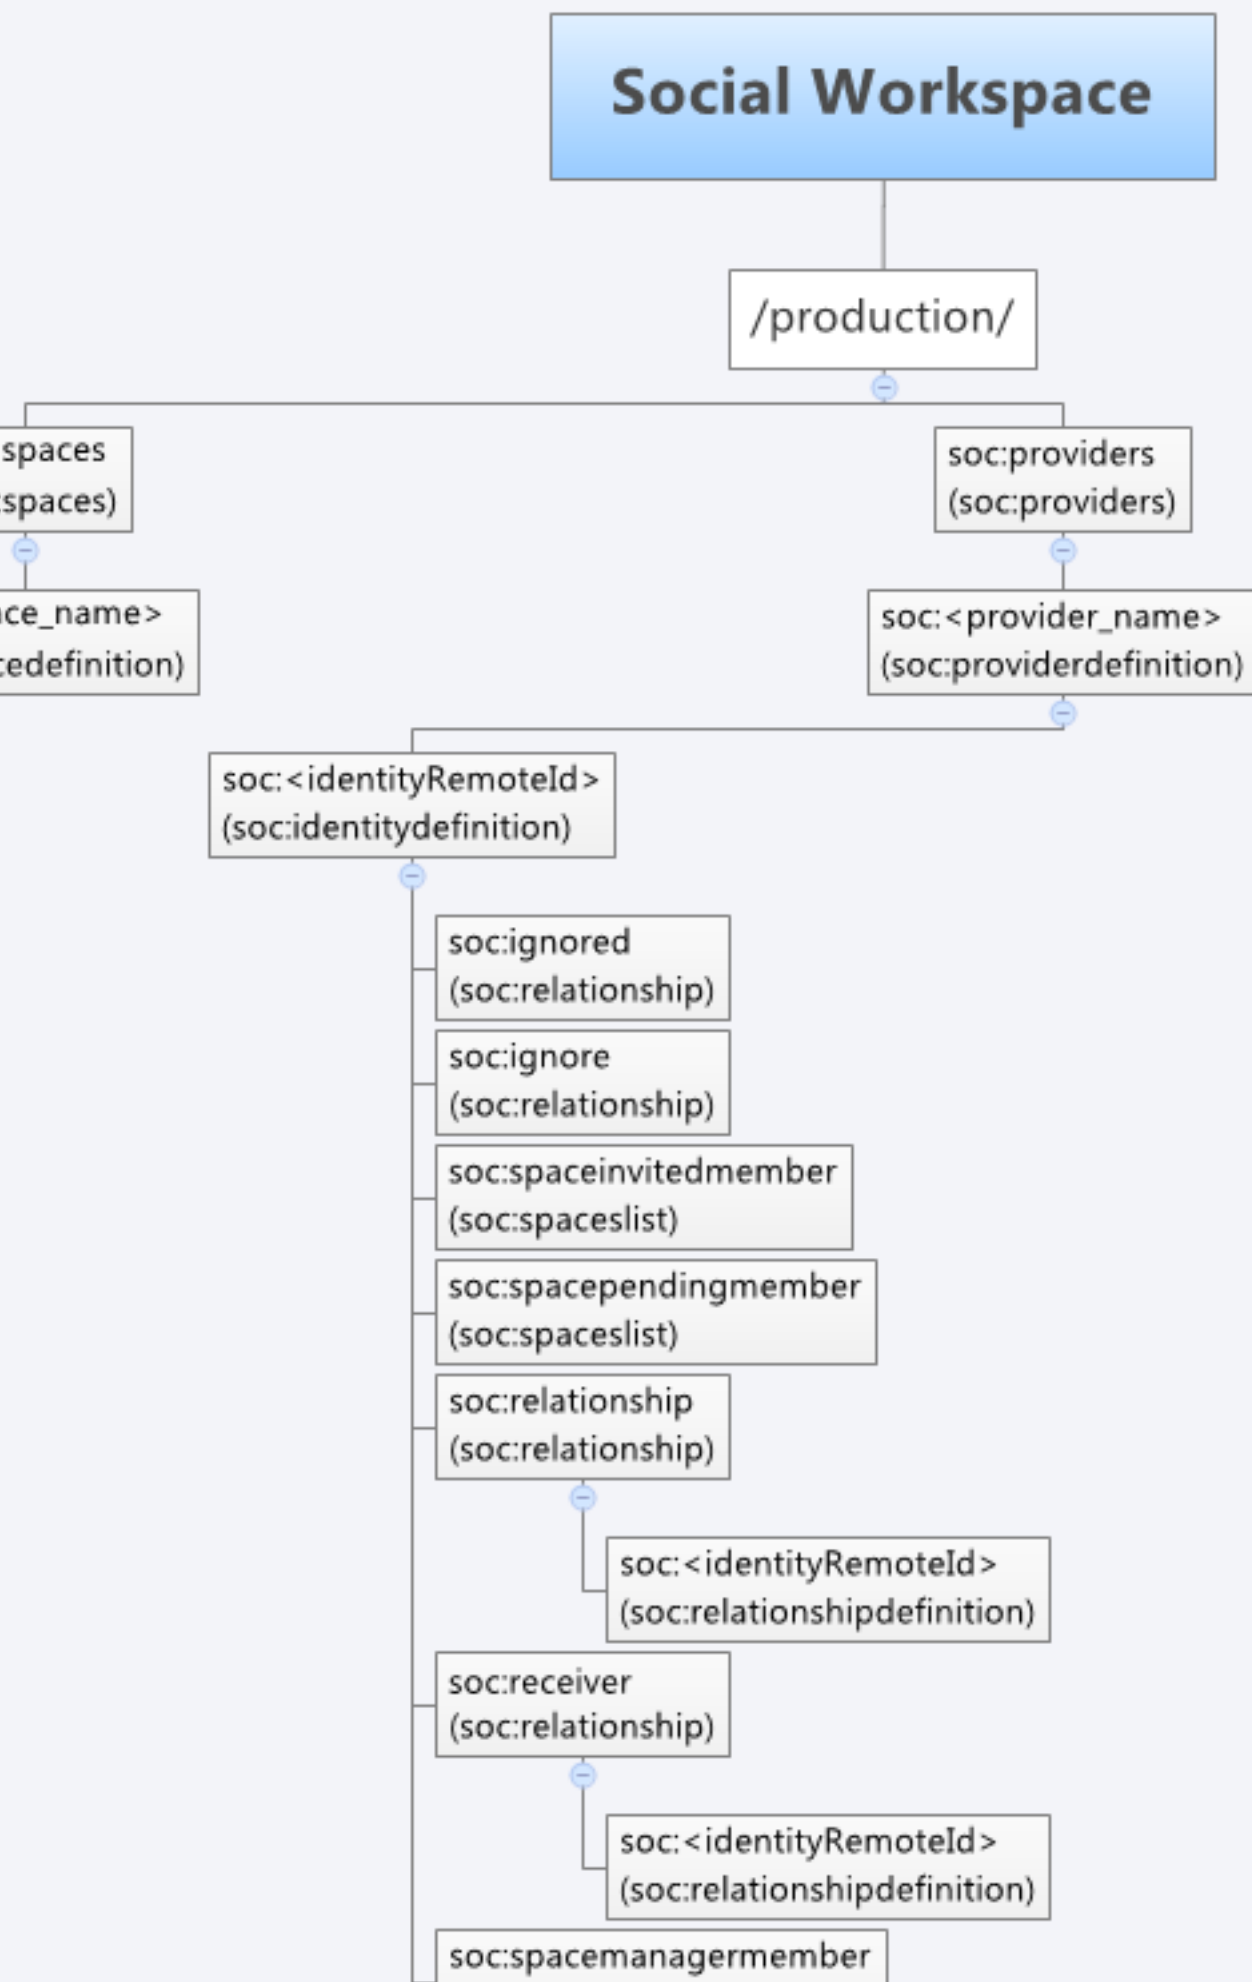 Social Workspace
/production/
spaces
:spaces)
soc:providers
(soc:providers)
ce_name>
cedefinition)
soc:<provider_name>
(soc:providerdefinition)
soc:<identityRemoteId>
(soc:identitydefinition)
soc:ignored
(soc:relationship)
soc:ignore
(soc:relationship)
soc:spaceinvitedmember
(soc:spaceslist)
soc:spacependingmember
(soc:spaceslist)
soc:relationship
(soc:relationship)
soc:<identityRemoteId>
(soc:relationshipdefinition)
soc:receiver
(soc:relationship)
soc:<identityRemoteId>
(soc:relationshipdefinition)
soc:spacemanagermember